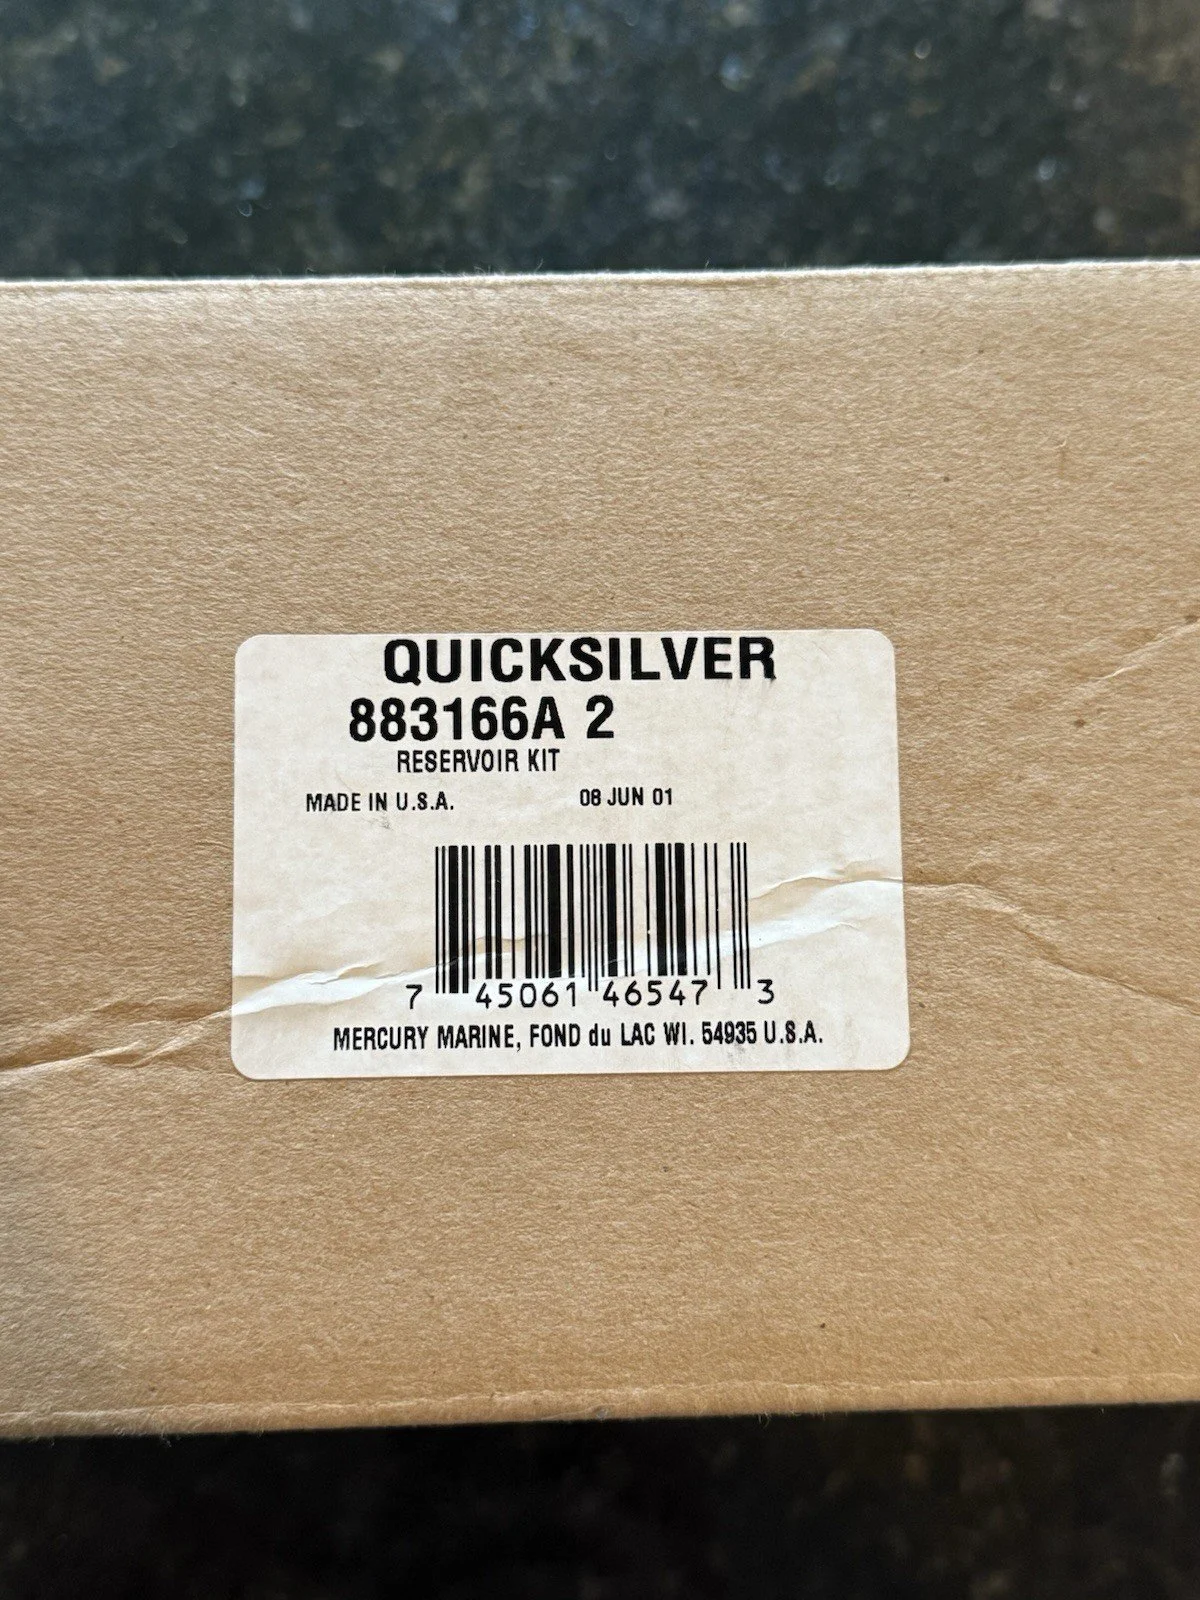 QUICKSILVER
883166A 2
RESERVOIR KIT
MADE IN U.S.A. 08 JUN 01
7 45061 46547 3
MERCURY MARINE, FOND du LAC WI. 54935 U.S.A.